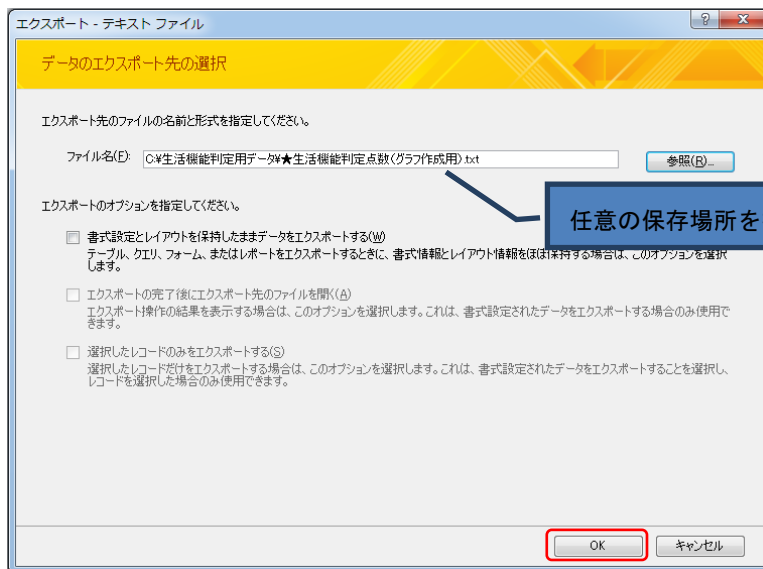 エクスポート - テキスト ファイル
データのエクスポート先の選択
エクスポート先のファイルの名前と形式を指定してください。
ファイル名(F):
C:¥生活機能判定用データ¥★生活機能判定点数(グラフ作成用).txt
参照(R)...
エクスポートのオプションを指定してください。
任意の保存場所を
書式設定とレイアウトを保持したままデータをエクスポートする(W)
テーブル、クエリ、フォーム、またはレポートをエクスポートするときに、書式情報とレイアウト情報をほぼ保持する場合は、このオプションを選択
します。
エクスポートの完了後にエクスポート先のファイルを開く(A)
エクスポート操作の結果を表示する場合は、このオプションを選択します。これは、書式設定されたデータをエクスポートする場合のみ使用で
きます。
選択したレコードのみをエクスポートする(S)
選択したレコードだけをエクスポートする場合は、このオプションを選択します。これは、書式設定されたデータをエクスポートすることを選択し、
レコードを選択した場合のみ使用できます。
OK
キャンセル